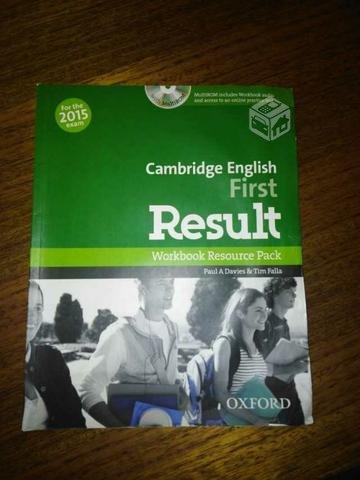 MultiROM includes Workbook audio
and access to an online practice
For the
2015
exam
Cambridge English
First
Result
Workbook Resource Pack
Paul A Davies & Tim Falla
OXFORD